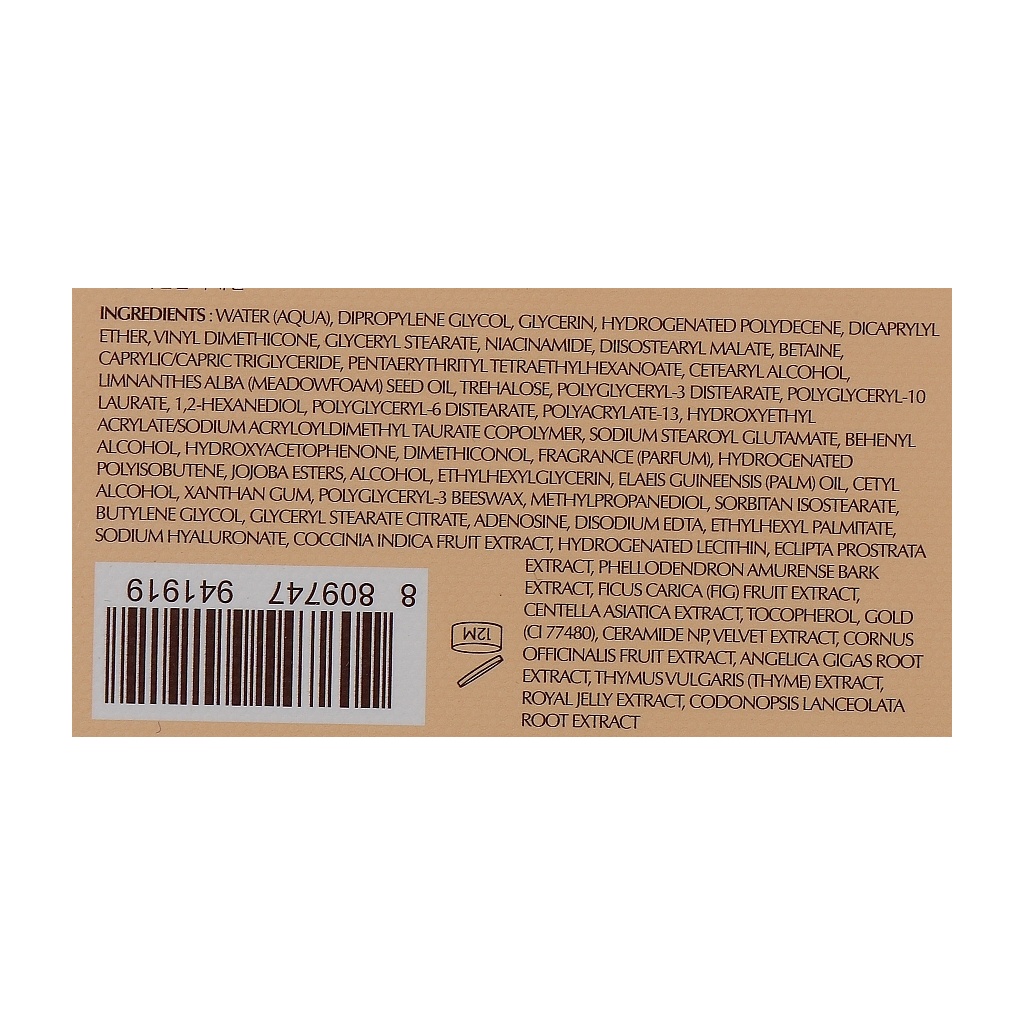 INGREDIENTS : WATER (AQUA), DIPROPYLENE GLYCOL, GLYCERIN, HYDROGENATED POLYDECENE, DICAPRYLYL
ETHER, VINYL DIMETHICONE, GLYCERYL STEARATE, NIACINAMIDE, DIISOSTEARYL MALATE, BETAINE,
CAPRYLIC/CAPRIC TRIGLYCERIDE, PENTAERYTHRITYL TETRAETHYLHEXANOATE, CETEARYL ALCOHOL,
LIMNANTHES ALBA (MEADOWFOAM) SEED OIL, TREHALOSE, POLYGLYCERYL-3 DISTEARATE, POLYGLYCERYL-10
LAURATE, 1,2-HEXANEDIOL, POLYGLYCERYL-6 DISTEARATE, POLYACRYLATE-13, HYDROXYETHYL
ACRYLATE/SODIUM ACRYLOYLDIMETHYL TAURATE COPOLYMER, SODIUM STEAROYL GLUTAMATE, BEHENYL
ALCOHOL, HYDROXYACETOPHENONE, DIMETHICONOL, FRAGRANCE (PARFUM), HYDROGENATED
POLYISOBUTENE, JOJOBA ESTERS, ALCOHOL, ETHYLHEXYLGLYCERIN, ELAEIS GUINEENSIS (PALM) OIL, CETYL
ALCOHOL, XANTHAN GUM, POLYGLYCERYL-3 BEESWAX, METHYLPROPANEDIOL, SORBITAN ISOSTEARATE,
BUTYLENE GLYCOL, GLYCERYL STEARATE CITRATE, ADENOSINE, DISODIUM EDTA, ETHYLHEXYL PALMITATE,
SODIUM HYALURONATE, COCCINIA INDICA FRUIT EXTRACT, HYDROGENATED LECITHIN, ECLIPTA PROSTRATA
EXTRACT, PHELLODENDRON AMURENSE BARK
EXTRACT, FICUS CARICA (FIG) FRUIT EXTRACT,
CENTELLA ASIATICA EXTRACT, TOCOPHEROL, GOLD
(CI 77480), CERAMIDE NP, VELVET EXTRACT, CORNUS
OFFICINALIS FRUIT EXTRACT, ANGELICA GIGAS ROOT
EXTRACT, THYMUS VULGARIS (THYME) EXTRACT,
ROYAL JELLY EXTRACT, CODONOPSIS LANCEOLATA
ROOT EXTRACT
8 809747 941919
12M